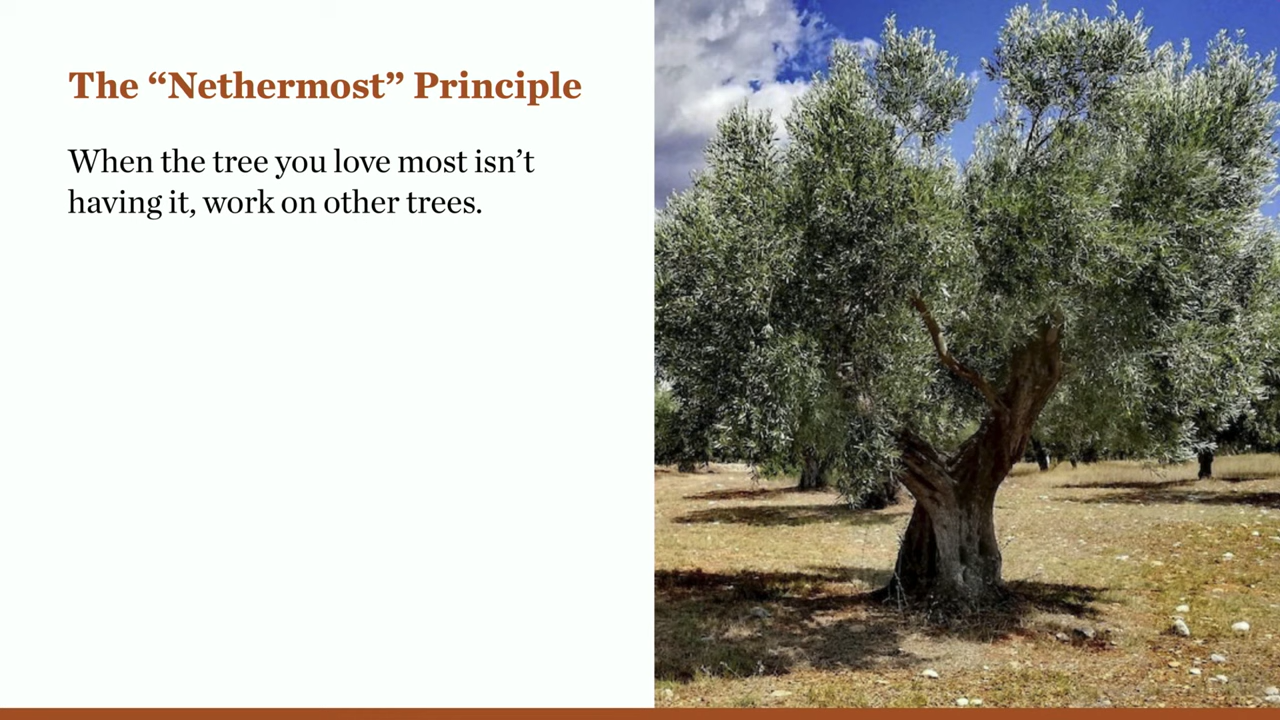 The “Nethermost” Principle
When the tree you love most isn’t
having it, work on other trees.